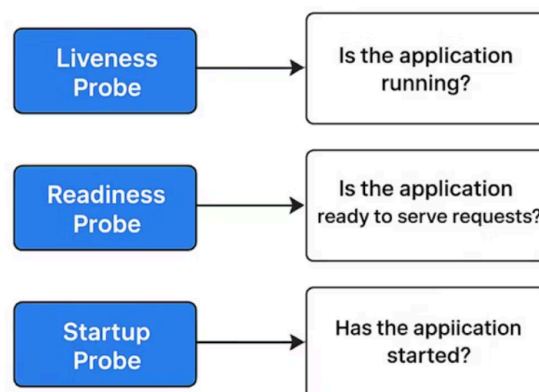 Liveness
Probe
Is the application
running?
Readiness
Probe
Is the application
ready to serve requests?
Startup
Probe
Has the appiication
started?